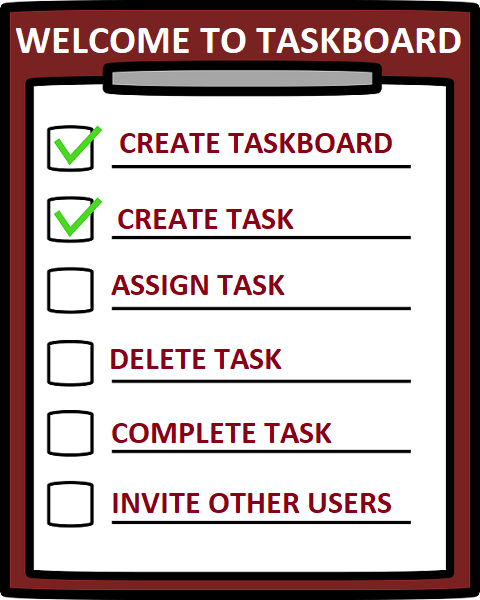 WELCOME TO TASKBOARD
CREATE TASKBOARD
CREATE TASK
ASSIGN TASK
DELETE TASK
COMPLETE TASK
INVITE OTHER USERS